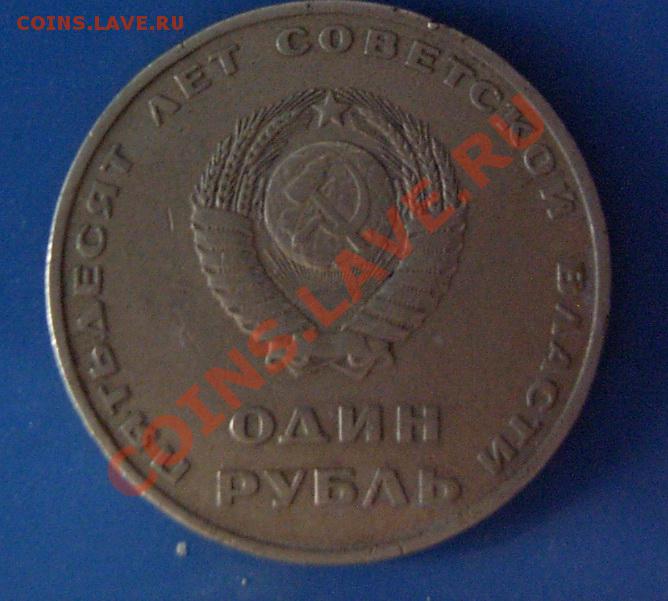 COINS.LAVE.RU
ПЯТЬДЕСЯТ ЛЕТ СОВЕТСКОЙ ВЛАСТИ
ОДИН
РУБЛЬ
COINS.LAVE.RU